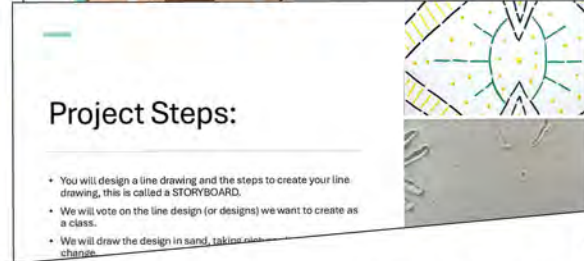 Project Steps:
• You will design a line drawing and the steps to create your line
drawing, this is called a STORYBOARD.
• We will vote on the line design (or designs) we want to create as
a class.
• We will draw the design in sand, taking
change.